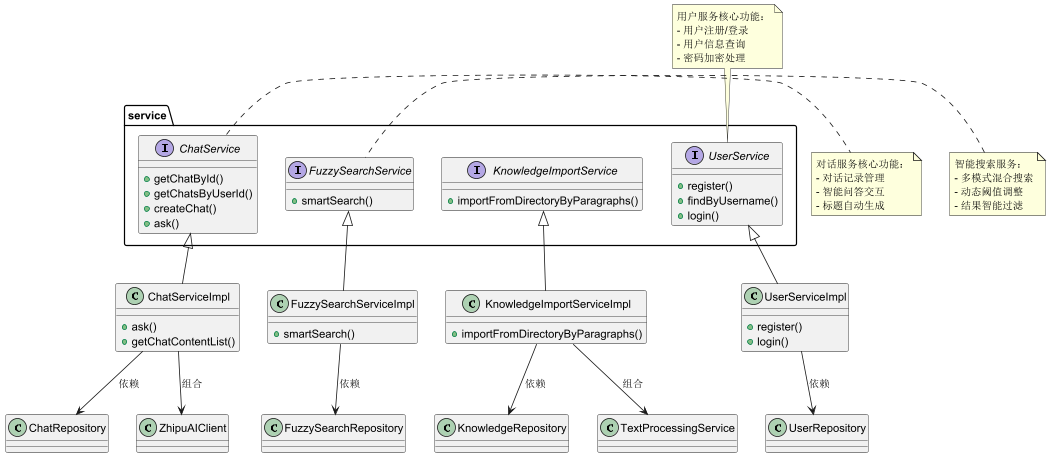 用户服务核心功能：
- 用户注册/登录
- 用户信息查询
- 密码加密处理
service
I ChatService
getChatById()
getChatsByUserId()
createChat()
ask()
I FuzzySearchService
smartSearch()
I KnowledgeImportService
importFromDirectoryByParagraphs()
I UserService
register()
findByUsername()
login()
对话服务核心功能：
- 对话记录管理
- 智能问答交互
- 标题自动生成
智能搜索服务：
- 多模式混合搜索
- 动态阈值调整
- 结果智能过滤
C ChatServiceImpl
ask()
getChatContentList()
C FuzzySearchServiceImpl
smartSearch()
C KnowledgeImportServiceImpl
importFromDirectoryByParagraphs()
C UserServiceImpl
register()
login()
依赖
组合
依赖
依赖
组合
依赖
C ChatRepository
C ZhipuAIClient
C FuzzySearchRepository
C KnowledgeRepository
C TextProcessingService
C UserRepository